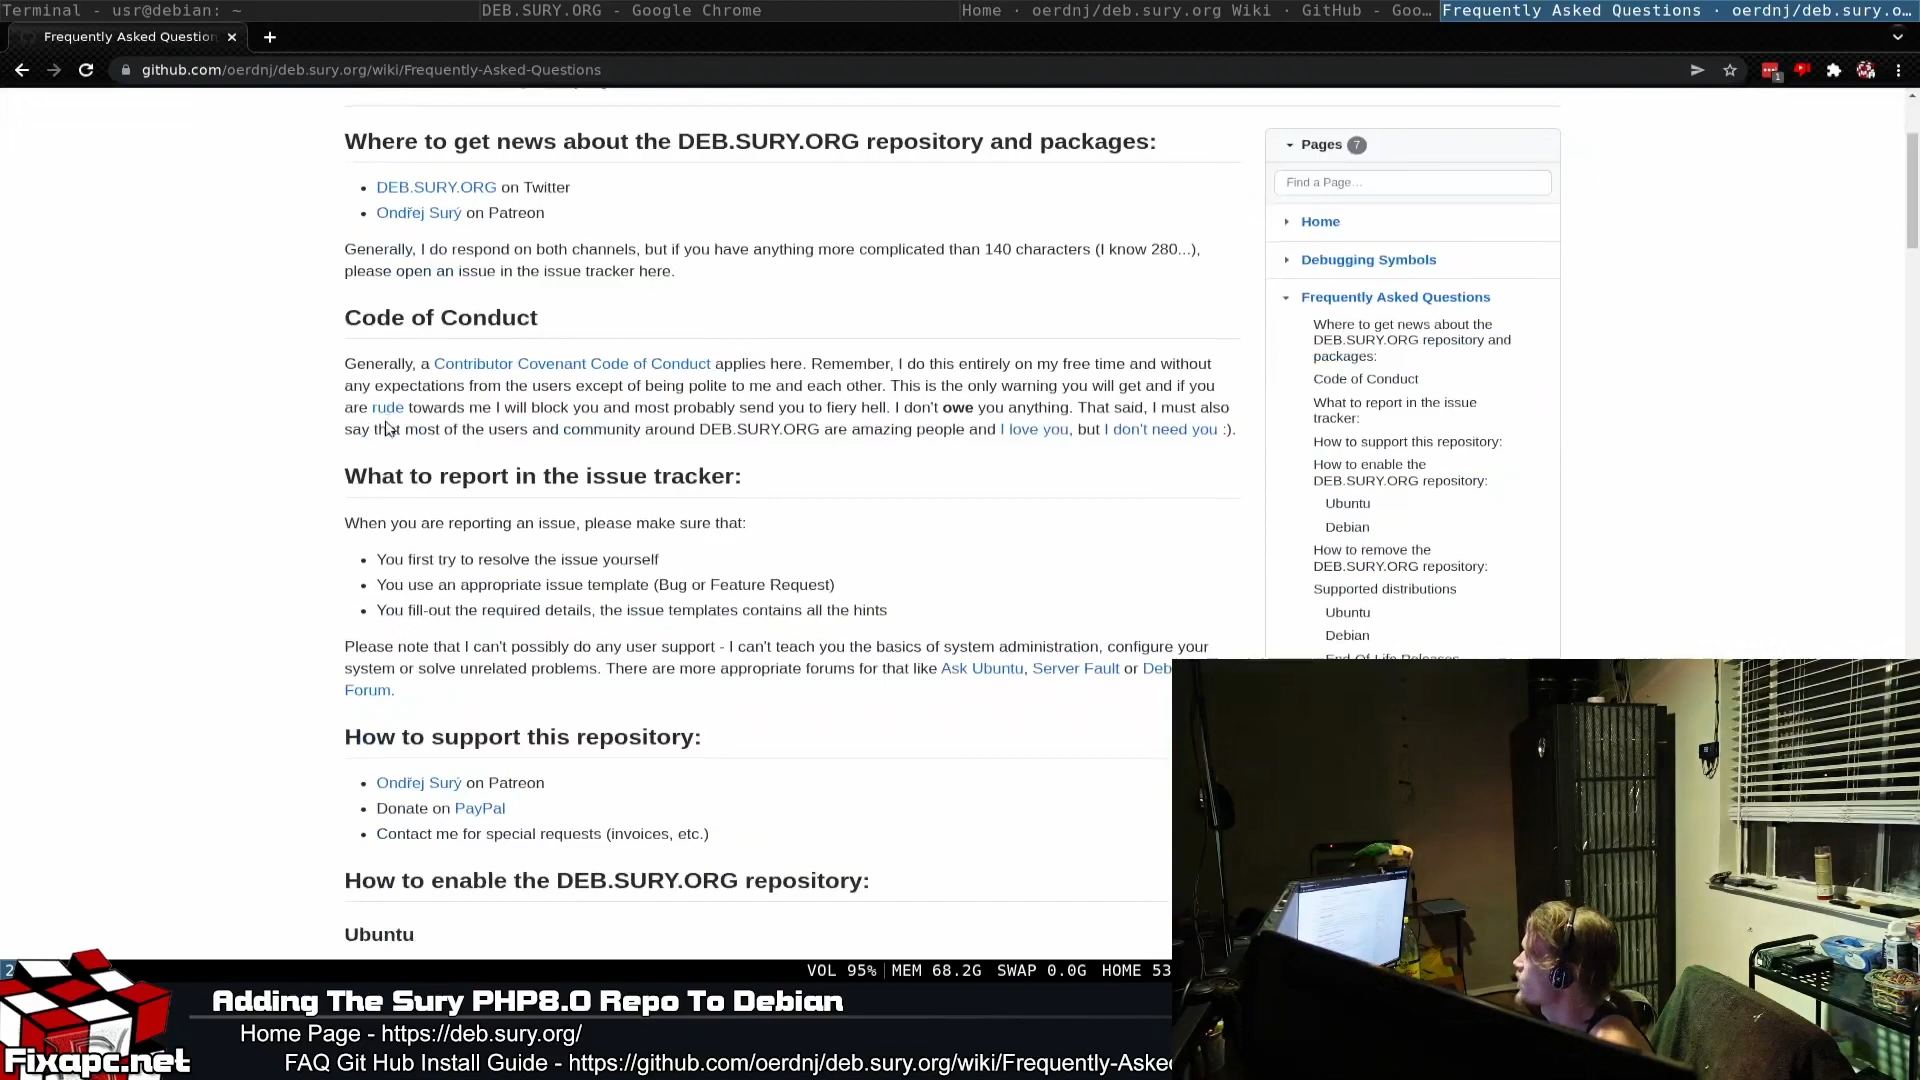 Terminal - usr@debian: ~
DEB.SURY.ORG - Google Chrome
Home · oerdnj/deb.sury.org Wiki · GitHub - Goo...
Frequently Asked Questions · oerdnj/deb.sury.o...
Frequently Asked Question
github.com/oerdnj/deb.sury.org/wiki/Frequently-Asked-Questions
1
Where to get news about the DEB.SURY.ORG repository and packages:
DEB.SURY.ORG on Twitter
Ondřej Surý on Patreon
Generally, I do respond on both channels, but if you have anything more complicated than 140 characters (I know 280...),
please open an issue in the issue tracker here.
Code of Conduct
Generally, a Contributor Covenant Code of Conduct applies here. Remember, I do this entirely on my free time and without
any expectations from the users except of being polite to me and each other. This is the only warning you will get and if you
are rude towards me I will block you and most probably send you to fiery hell. I don't owe you anything. That said, I must also
say that most of the users and community around DEB.SURY.ORG are amazing people and I love you, but I don't need you :).
What to report in the issue tracker:
When you are reporting an issue, please make sure that:
You first try to resolve the issue yourself
You use an appropriate issue template (Bug or Feature Request)
You fill-out the required details, the issue templates contains all the hints
Please note that I can't possibly do any user support - I can't teach you the basics of system administration, configure your
system or solve unrelated problems. There are more appropriate forums for that like Ask Ubuntu, Server Fault or Deb
Forum.
How to support this repository:
Ondřej Surý on Patreon
Donate on PayPal
Contact me for special requests (invoices, etc.)
How to enable the DEB.SURY.ORG repository:
Ubuntu
Pages 7
Find a Page...
Home
Debugging Symbols
Frequently Asked Questions
Where to get news about the
DEB.SURY.ORG repository and
packages:
Code of Conduct
What to report in the issue
tracker:
How to support this repository:
How to enable the
DEB.SURY.ORG repository:
Ubuntu
Debian
How to remove the
DEB.SURY.ORG repository:
Supported distributions
Ubuntu
Debian
End-Of-Life Releases
2
VOL 95% MEM 68.2G SWAP 0.0G HOME 53
Adding The Sury PHP8.0 Repo To Debian
Home Page - https://deb.sury.org/
FAQ Git Hub Install Guide - https://github.com/oerdnj/deb.sury.org/wiki/Frequently-Aske
Fixapc.net